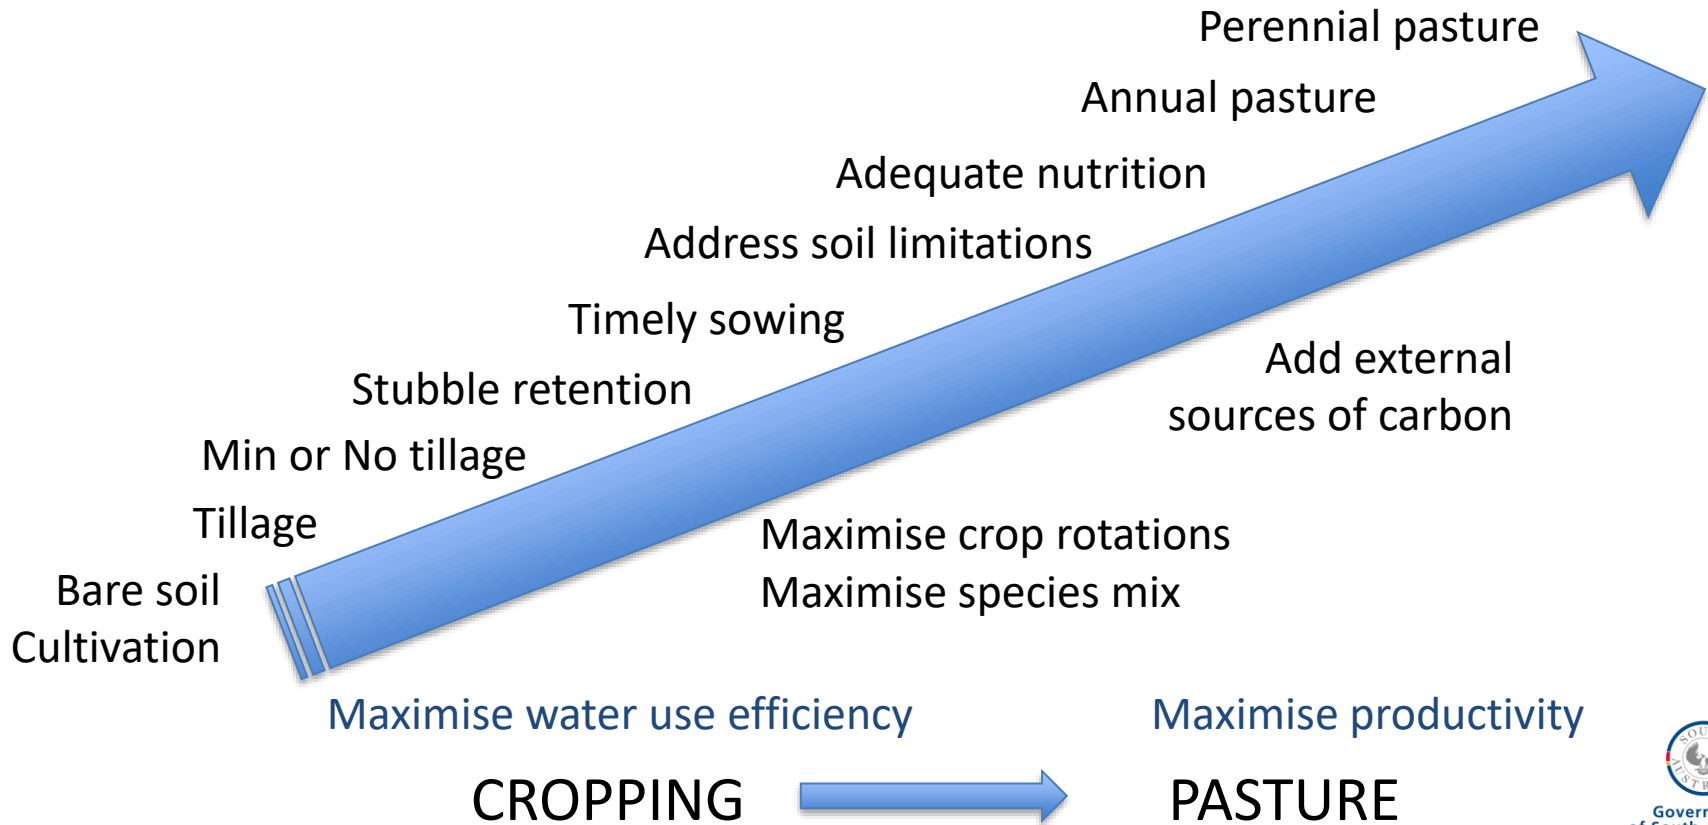 Perennial pasture
Annual pasture
Adequate nutrition
Address soil limitations
Timely sowing
Add external
sources of carbon
Stubble retention
Min or No tillage
Tillage
Maximise crop rotations
Maximise species mix
Bare soil
Cultivation
Maximise water use efficiency
Maximise productivity
CROPPING
PASTURE